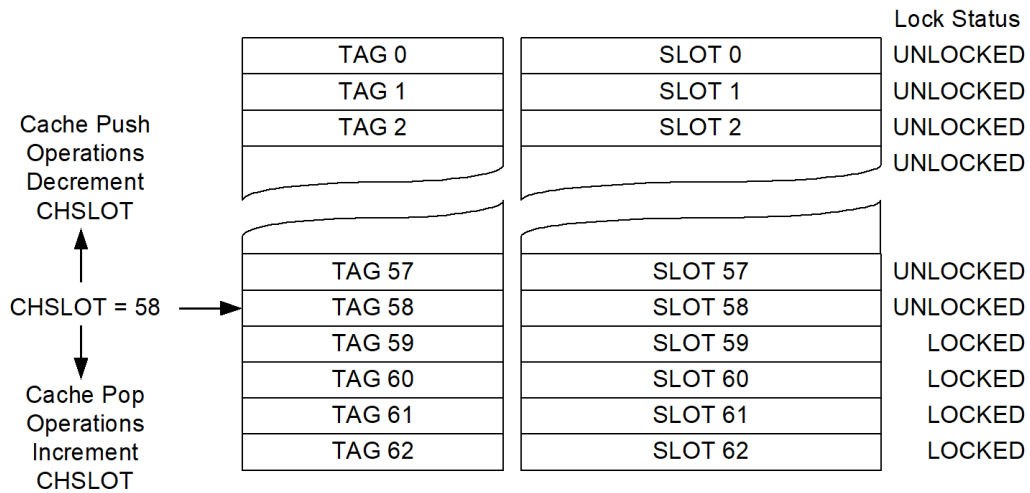 Lock Status
TAG 0 SLOT 0 UNLOCKED
TAG 1 SLOT 1 UNLOCKED
TAG 2 SLOT 2 UNLOCKED
UNLOCKED
Cache Push
Operations
Decrement
CHSLOT
TAG 57 SLOT 57 UNLOCKED
CHSLOT = 58 TAG 58 SLOT 58 UNLOCKED
TAG 59 SLOT 59 LOCKED
TAG 60 SLOT 60 LOCKED
TAG 61 SLOT 61 LOCKED
TAG 62 SLOT 62 LOCKED
Cache Pop
Operations
Increment
CHSLOT